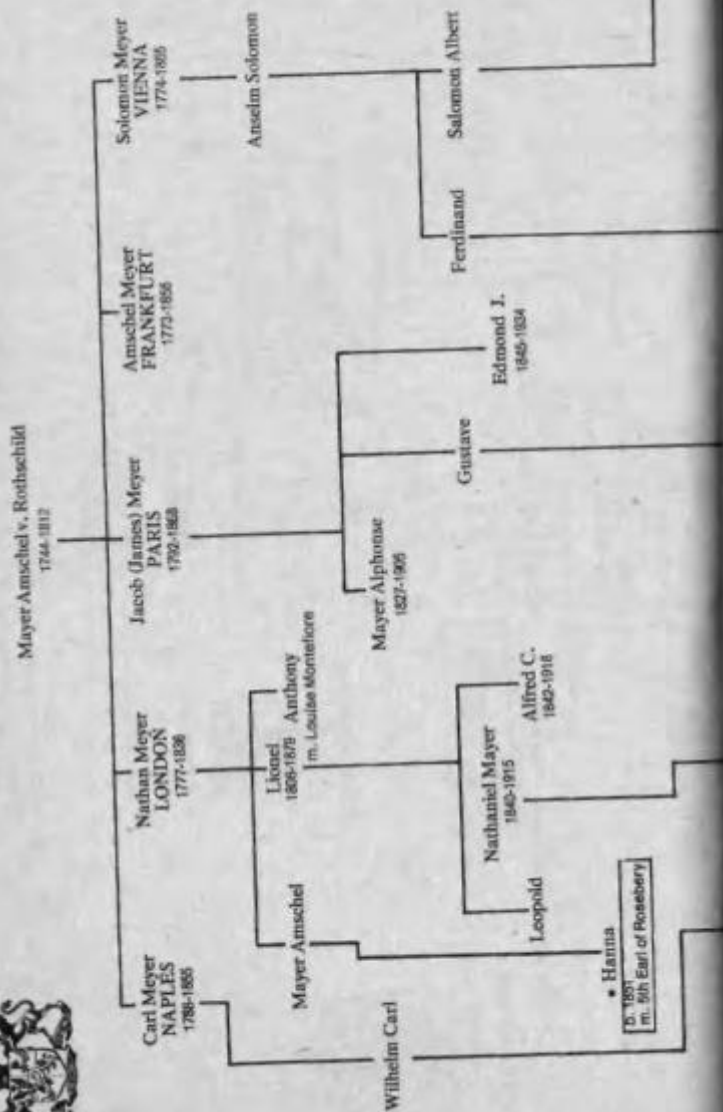 Mayer Amschel v. Rothschild
1744-1812
Carl Meyer
NAPLES
1788-1855
Nathan Meyer
LONDON
1777-1836
Jacob (James) Meyer
PARIS
1792-1868
Amschel Meyer
FRANKFURT
1773-1855
Solomon Meyer
VIENNA
1774-1855
Wilhelm Carl
Mayer Amschel
Lionel
1808-1879
Anthony
m. Louise Montefiore
Anselm Solomon
Mayer Alphonse
1827-1905
Gustave
Edmond J.
1845-1934
Ferdinand
Salomon Albert
Leopold
Nathaniel Mayer
1840-1915
Alfred C.
1842-1918
• Hanna
b. 1851
m. 5th Earl of Rosebery